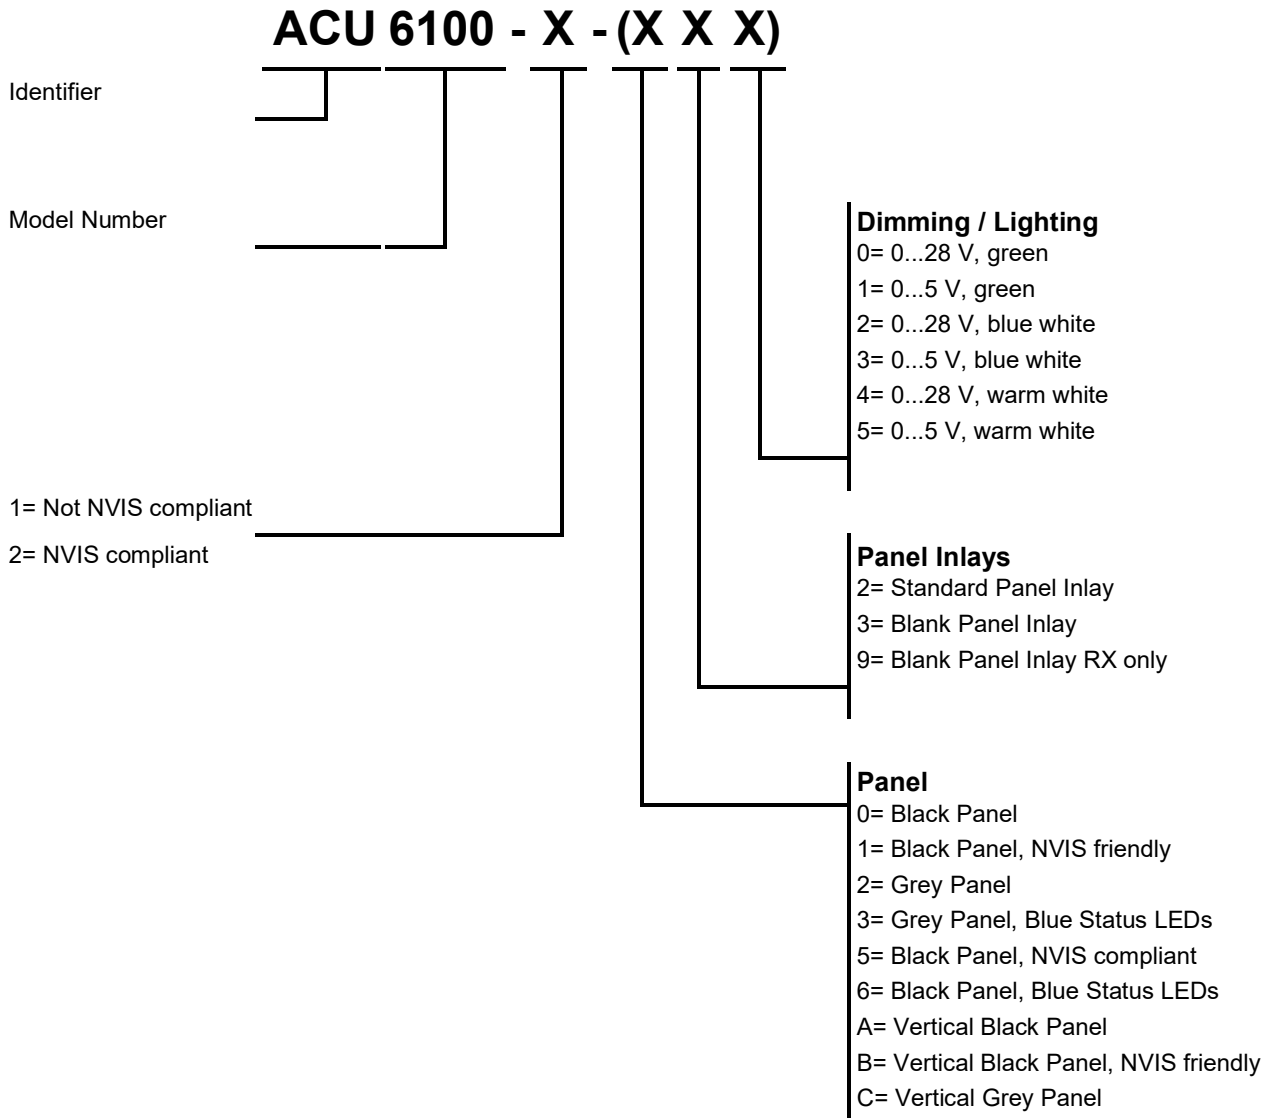 ACU 6100 - X - (X X X)
Identifier
Model Number
Dimming / Lighting
0= 0...28 V, green
1= 0...5 V, green
2= 0...28 V, blue white
3= 0...5 V, blue white
4= 0...28 V, warm white
5= 0...5 V, warm white
1= Not NVIS compliant
2= NVIS compliant
Panel Inlays
2= Standard Panel Inlay
3= Blank Panel Inlay
9= Blank Panel Inlay RX only
Panel
0= Black Panel
1= Black Panel, NVIS friendly
2= Grey Panel
3= Grey Panel, Blue Status LEDs
5= Black Panel, NVIS compliant
6= Black Panel, Blue Status LEDs
A= Vertical Black Panel
B= Vertical Black Panel, NVIS friendly
C= Vertical Grey Panel